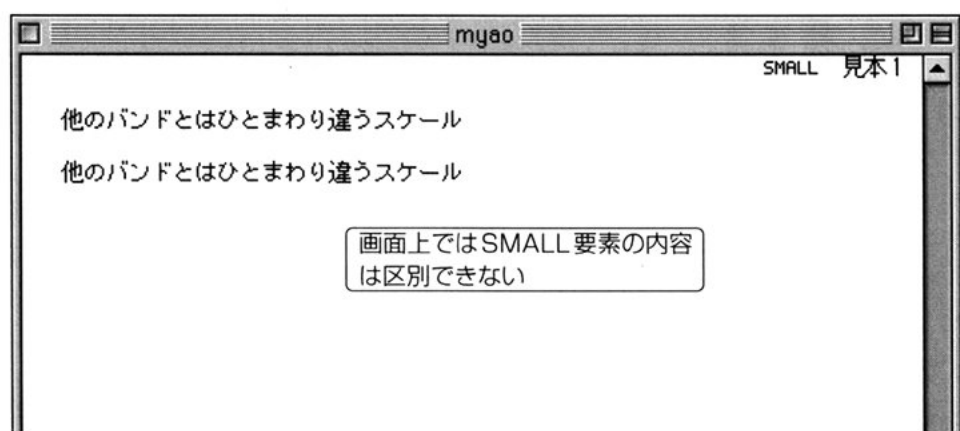 myao
SMALL 見本1
他のバンドとはひとまわり違うスケール
他のバンドとはひとまわり違うスケール
画面上ではSMALL要素の内容
は区別できない